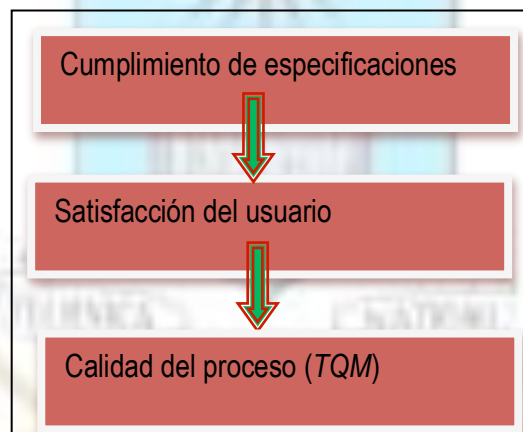 Cumplimiento de especificaciones
Satisfacción del usuario
Calidad del proceso (TQM)